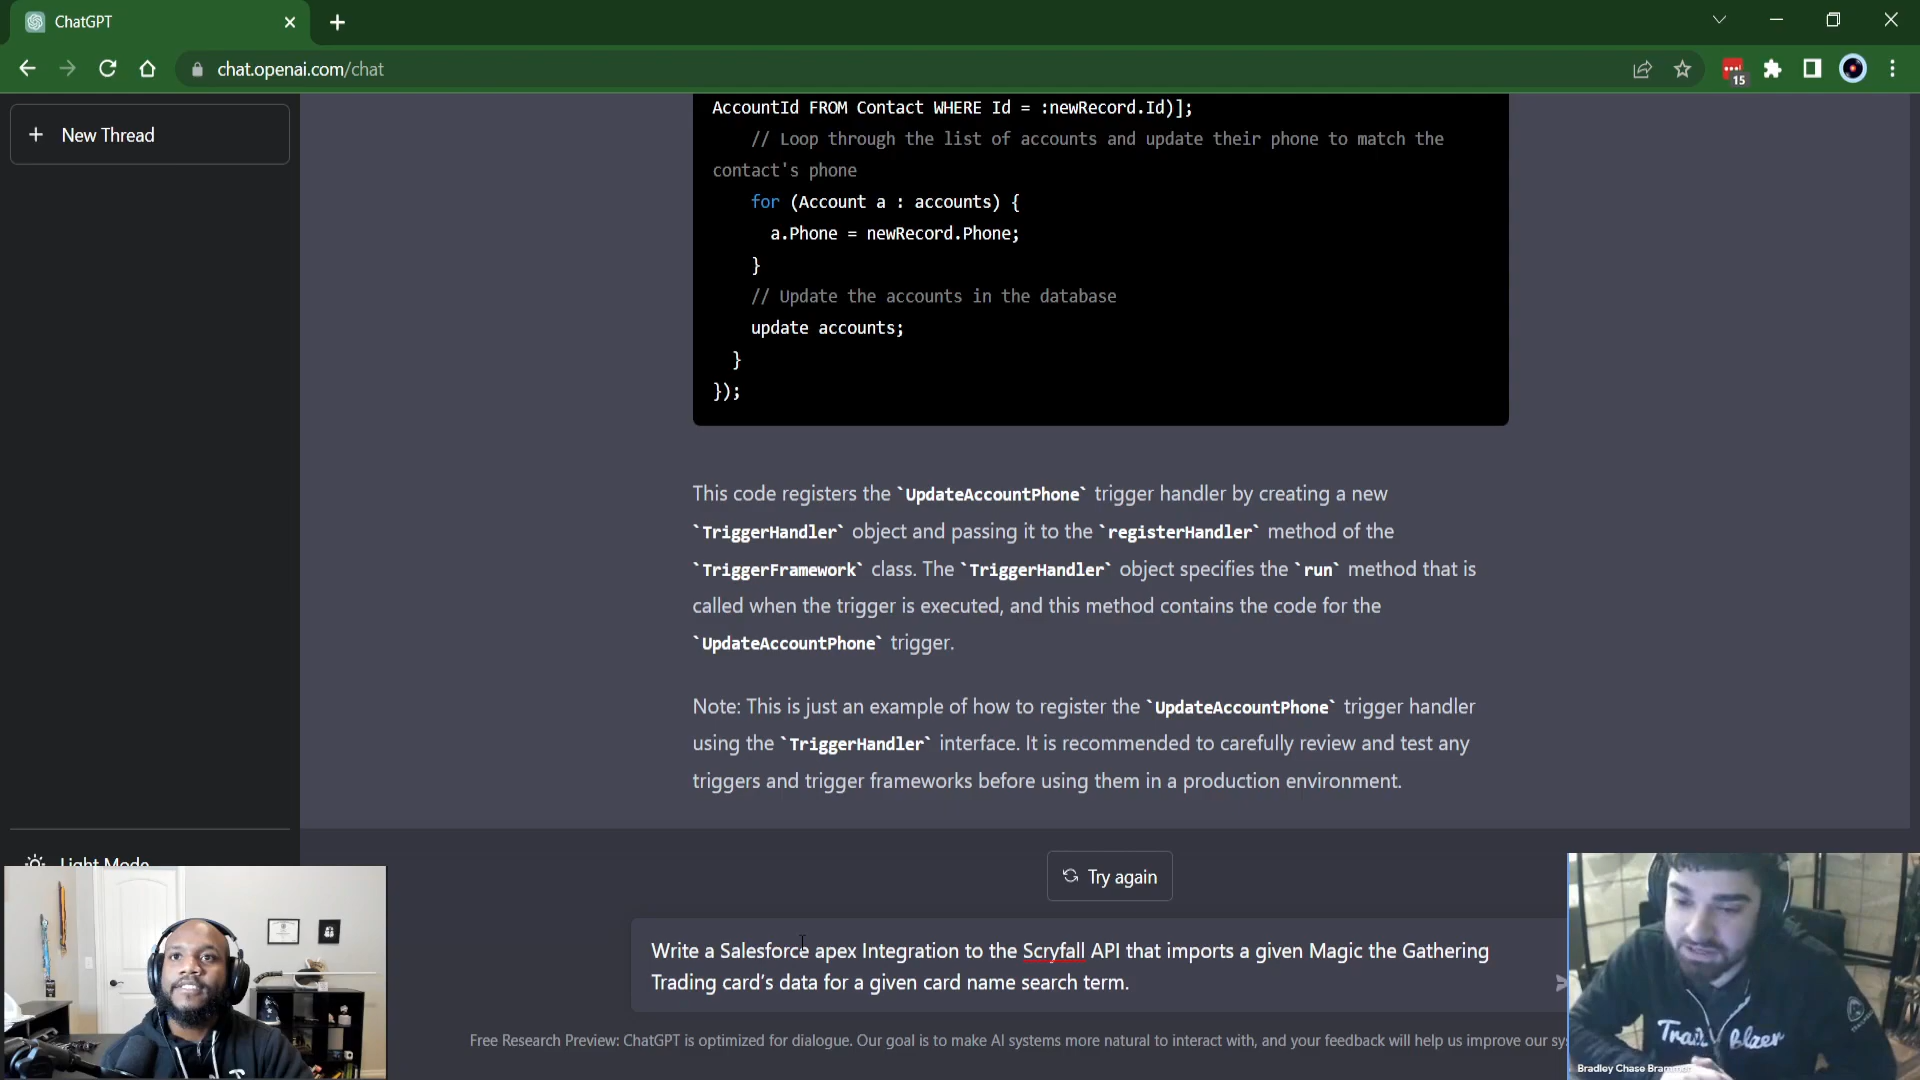 ChatGPT
chat.openai.com/chat
15
New Thread
AccountId FROM Contact WHERE Id = :newRecord.Id)];
// Loop through the list of accounts and update their phone to match the
contact's phone
for (Account a : accounts) {
a.Phone = newRecord.Phone;
}
// Update the accounts in the database
update accounts;
}
});
This code registers the `UpdateAccountPhone` trigger handler by creating a new
`TriggerHandler` object and passing it to the `registerHandler` method of the
`TriggerFramework` class. The `TriggerHandler` object specifies the `run` method that is
called when the trigger is executed, and this method contains the code for the
`UpdateAccountPhone` trigger.
Note: This is just an example of how to register the `UpdateAccountPhone` trigger handler
using the `TriggerHandler` interface. It is recommended to carefully review and test any
triggers and trigger frameworks before using them in a production environment.
Light Mode
Try again
Write a Salesforce apex Integration to the Scryfall API that imports a given Magic the Gathering
Trading card's data for a given card name search term.
Free Research Preview: ChatGPT is optimized for dialogue. Our goal is to make AI systems more natural to interact with, and your feedback will help us improve our sy
Bradley Chase